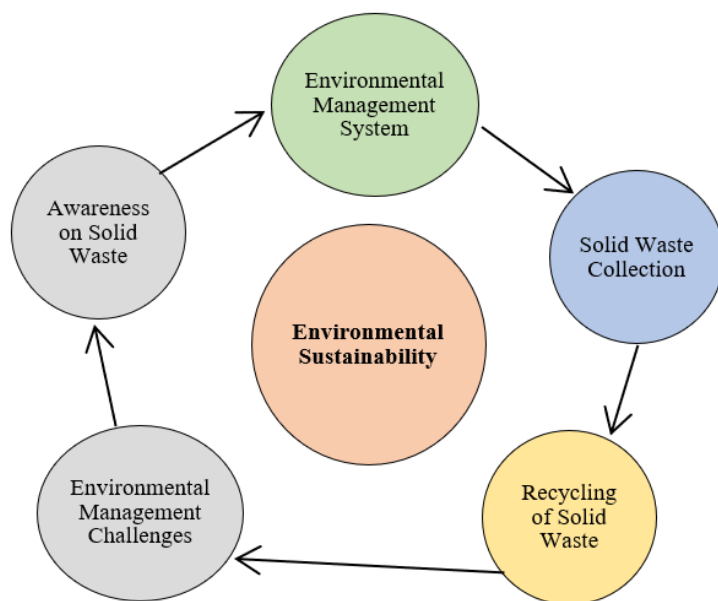 Environmental
Management
System
Awareness
on Solid
Waste
Solid Waste
Collection
Environmental
Sustainability
Environmental
Management
Challenges
Recycling
of Solid
Waste